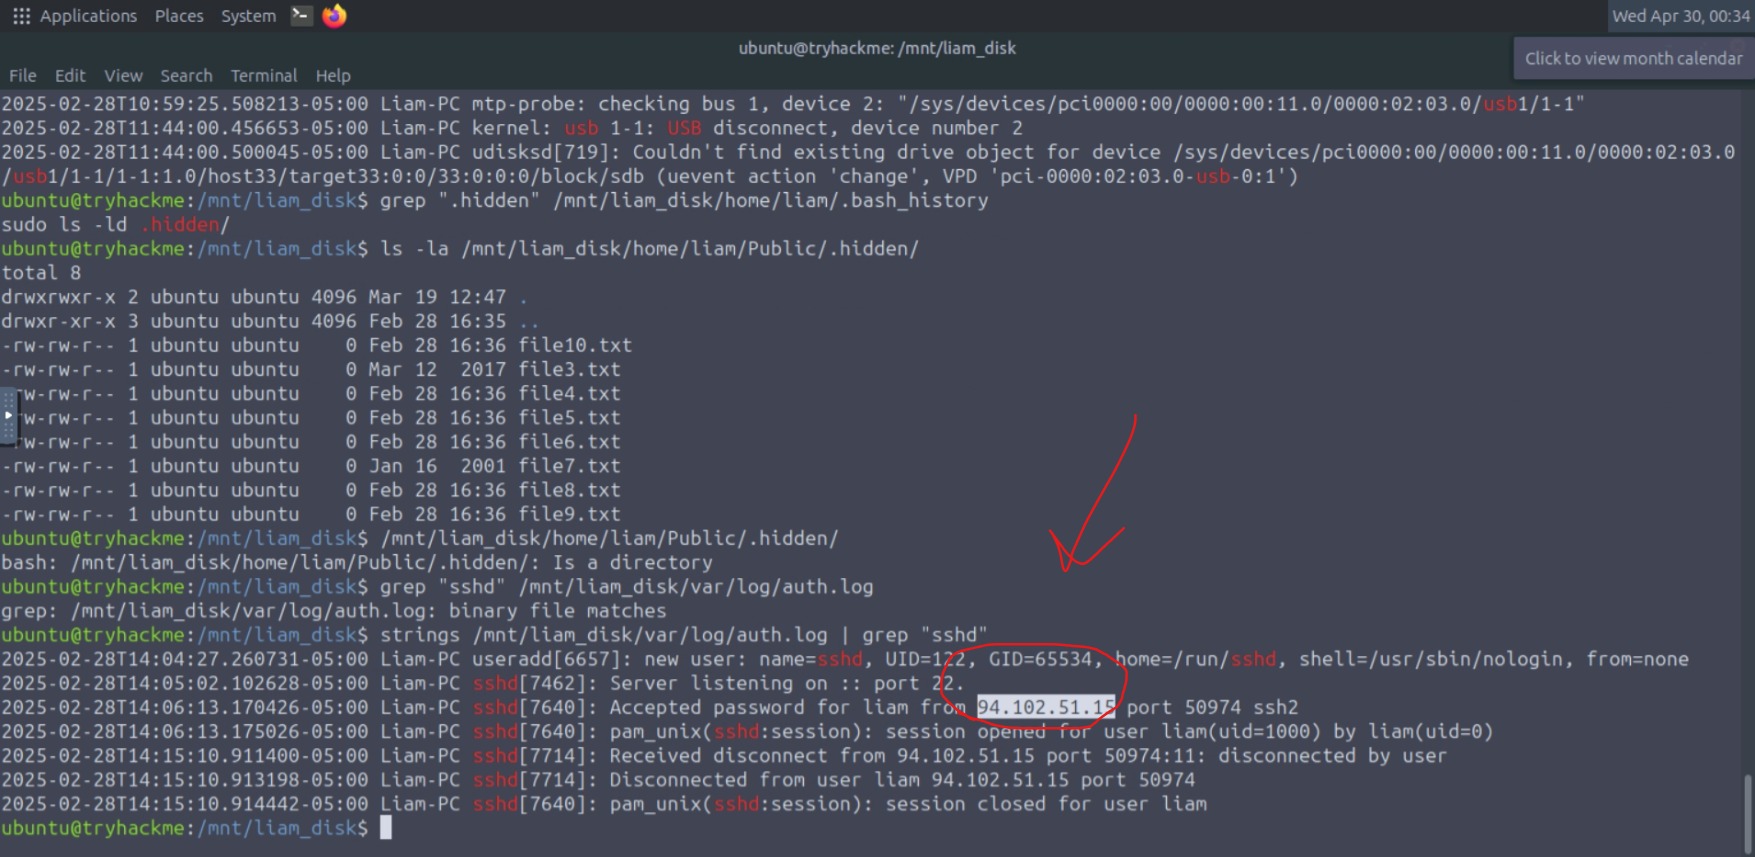 Applications Places System Wed Apr 30, 00:34
ubuntu@tryhackme: /mnt/liam_disk
Click to view month calendar
File Edit View Search Terminal Help
2025-02-28T10:59:25.508213-05:00 Liam-PC mtp-probe: checking bus 1, device 2: "/sys/devices/pci0000:00/0000:00:11.0/0000:02:03.0/usb1/1-1"
2025-02-28T11:44:00.456653-05:00 Liam-PC kernel: usb 1-1: USB disconnect, device number 2
2025-02-28T11:44:00.500045-05:00 Liam-PC udisksd[719]: Couldn't find existing drive object for device /sys/devices/pci0000:00/0000:00:11.0/0000:02:03.0
/usb1/1-1/1-1:1.0/host33/target33:0:0/33:0:0:0/block/sdb (uevent action 'change', VPD 'pci-0000:02:03.0-usb-0:1')
ubuntu@tryhackme:/mnt/liam_disk$ grep ".hidden" /mnt/liam_disk/home/liam/.bash_history
sudo ls -ld .hidden/
ubuntu@tryhackme:/mnt/liam_disk$ ls -la /mnt/liam_disk/home/liam/Public/.hidden/
total 8
drwxrwxr-x 2 ubuntu ubuntu 4096 Mar 19 12:47 .
drwxr-xr-x 3 ubuntu ubuntu 4096 Feb 28 16:35 ..
-rw-rw-r-- 1 ubuntu ubuntu 0 Feb 28 16:36 file10.txt
-rw-rw-r-- 1 ubuntu ubuntu 0 Mar 12 2017 file3.txt
rw-rw-r-- 1 ubuntu ubuntu 0 Feb 28 16:36 file4.txt
rw-rw-r-- 1 ubuntu ubuntu 0 Feb 28 16:36 file5.txt
rw-rw-r-- 1 ubuntu ubuntu 0 Feb 28 16:36 file6.txt
-rw-rw-r-- 1 ubuntu ubuntu 0 Jan 16 2001 file7.txt
-rw-rw-r-- 1 ubuntu ubuntu 0 Feb 28 16:36 file8.txt
-rw-rw-r-- 1 ubuntu ubuntu 0 Feb 28 16:36 file9.txt
ubuntu@tryhackme:/mnt/liam_disk$ /mnt/liam_disk/home/liam/Public/.hidden/
bash: /mnt/liam_disk/home/liam/Public/.hidden/: Is a directory
ubuntu@tryhackme:/mnt/liam_disk$ grep "sshd" /mnt/liam_disk/var/log/auth.log
grep: /mnt/liam_disk/var/log/auth.log: binary file matches
ubuntu@tryhackme:/mnt/liam_disk$ strings /mnt/liam_disk/var/log/auth.log | grep "sshd"
2025-02-28T14:04:27.260731-05:00 Liam-PC useradd[6657]: new user: name=sshd, UID=122, GID=65534, home=/run/sshd, shell=/usr/sbin/nologin, from=none
2025-02-28T14:05:02.102628-05:00 Liam-PC sshd[7462]: Server listening on :: port 22.
2025-02-28T14:06:13.170426-05:00 Liam-PC sshd[7640]: Accepted password for liam from 94.102.51.15 port 50974 ssh2
2025-02-28T14:06:13.175026-05:00 Liam-PC sshd[7640]: pam_unix(sshd:session): session opened for user liam(uid=1000) by liam(uid=0)
2025-02-28T14:15:10.911400-05:00 Liam-PC sshd[7714]: Received disconnect from 94.102.51.15 port 50974:11: disconnected by user
2025-02-28T14:15:10.913198-05:00 Liam-PC sshd[7714]: Disconnected from user liam 94.102.51.15 port 50974
2025-02-28T14:15:10.914442-05:00 Liam-PC sshd[7640]: pam_unix(sshd:session): session closed for user liam
ubuntu@tryhackme:/mnt/liam_disk$